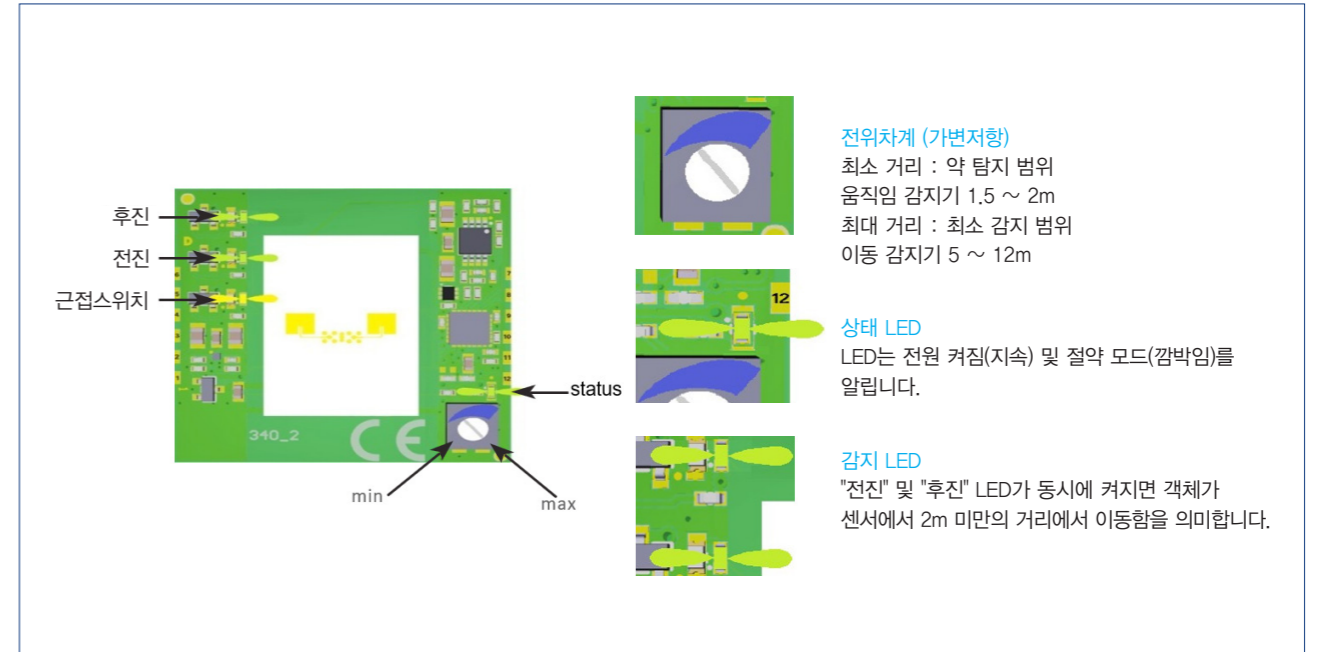 후진
전진
근접스위치
340_2
CE
status
min
max
12
전위차계 (가변저항)
최소 거리 : 약 탐지 범위
움직임 감지기 1.5 ~ 2m
최대 거리 : 최소 감지 범위
이동 감지기 5 ~ 12m
상태 LED
LED는 전원 켜짐(지속) 및 절약 모드(깜박임)를
알립니다.
감지 LED
"전진" 및 "후진" LED가 동시에 켜지면 객체가
센서에서 2m 미만의 거리에서 이동함을 의미합니다.